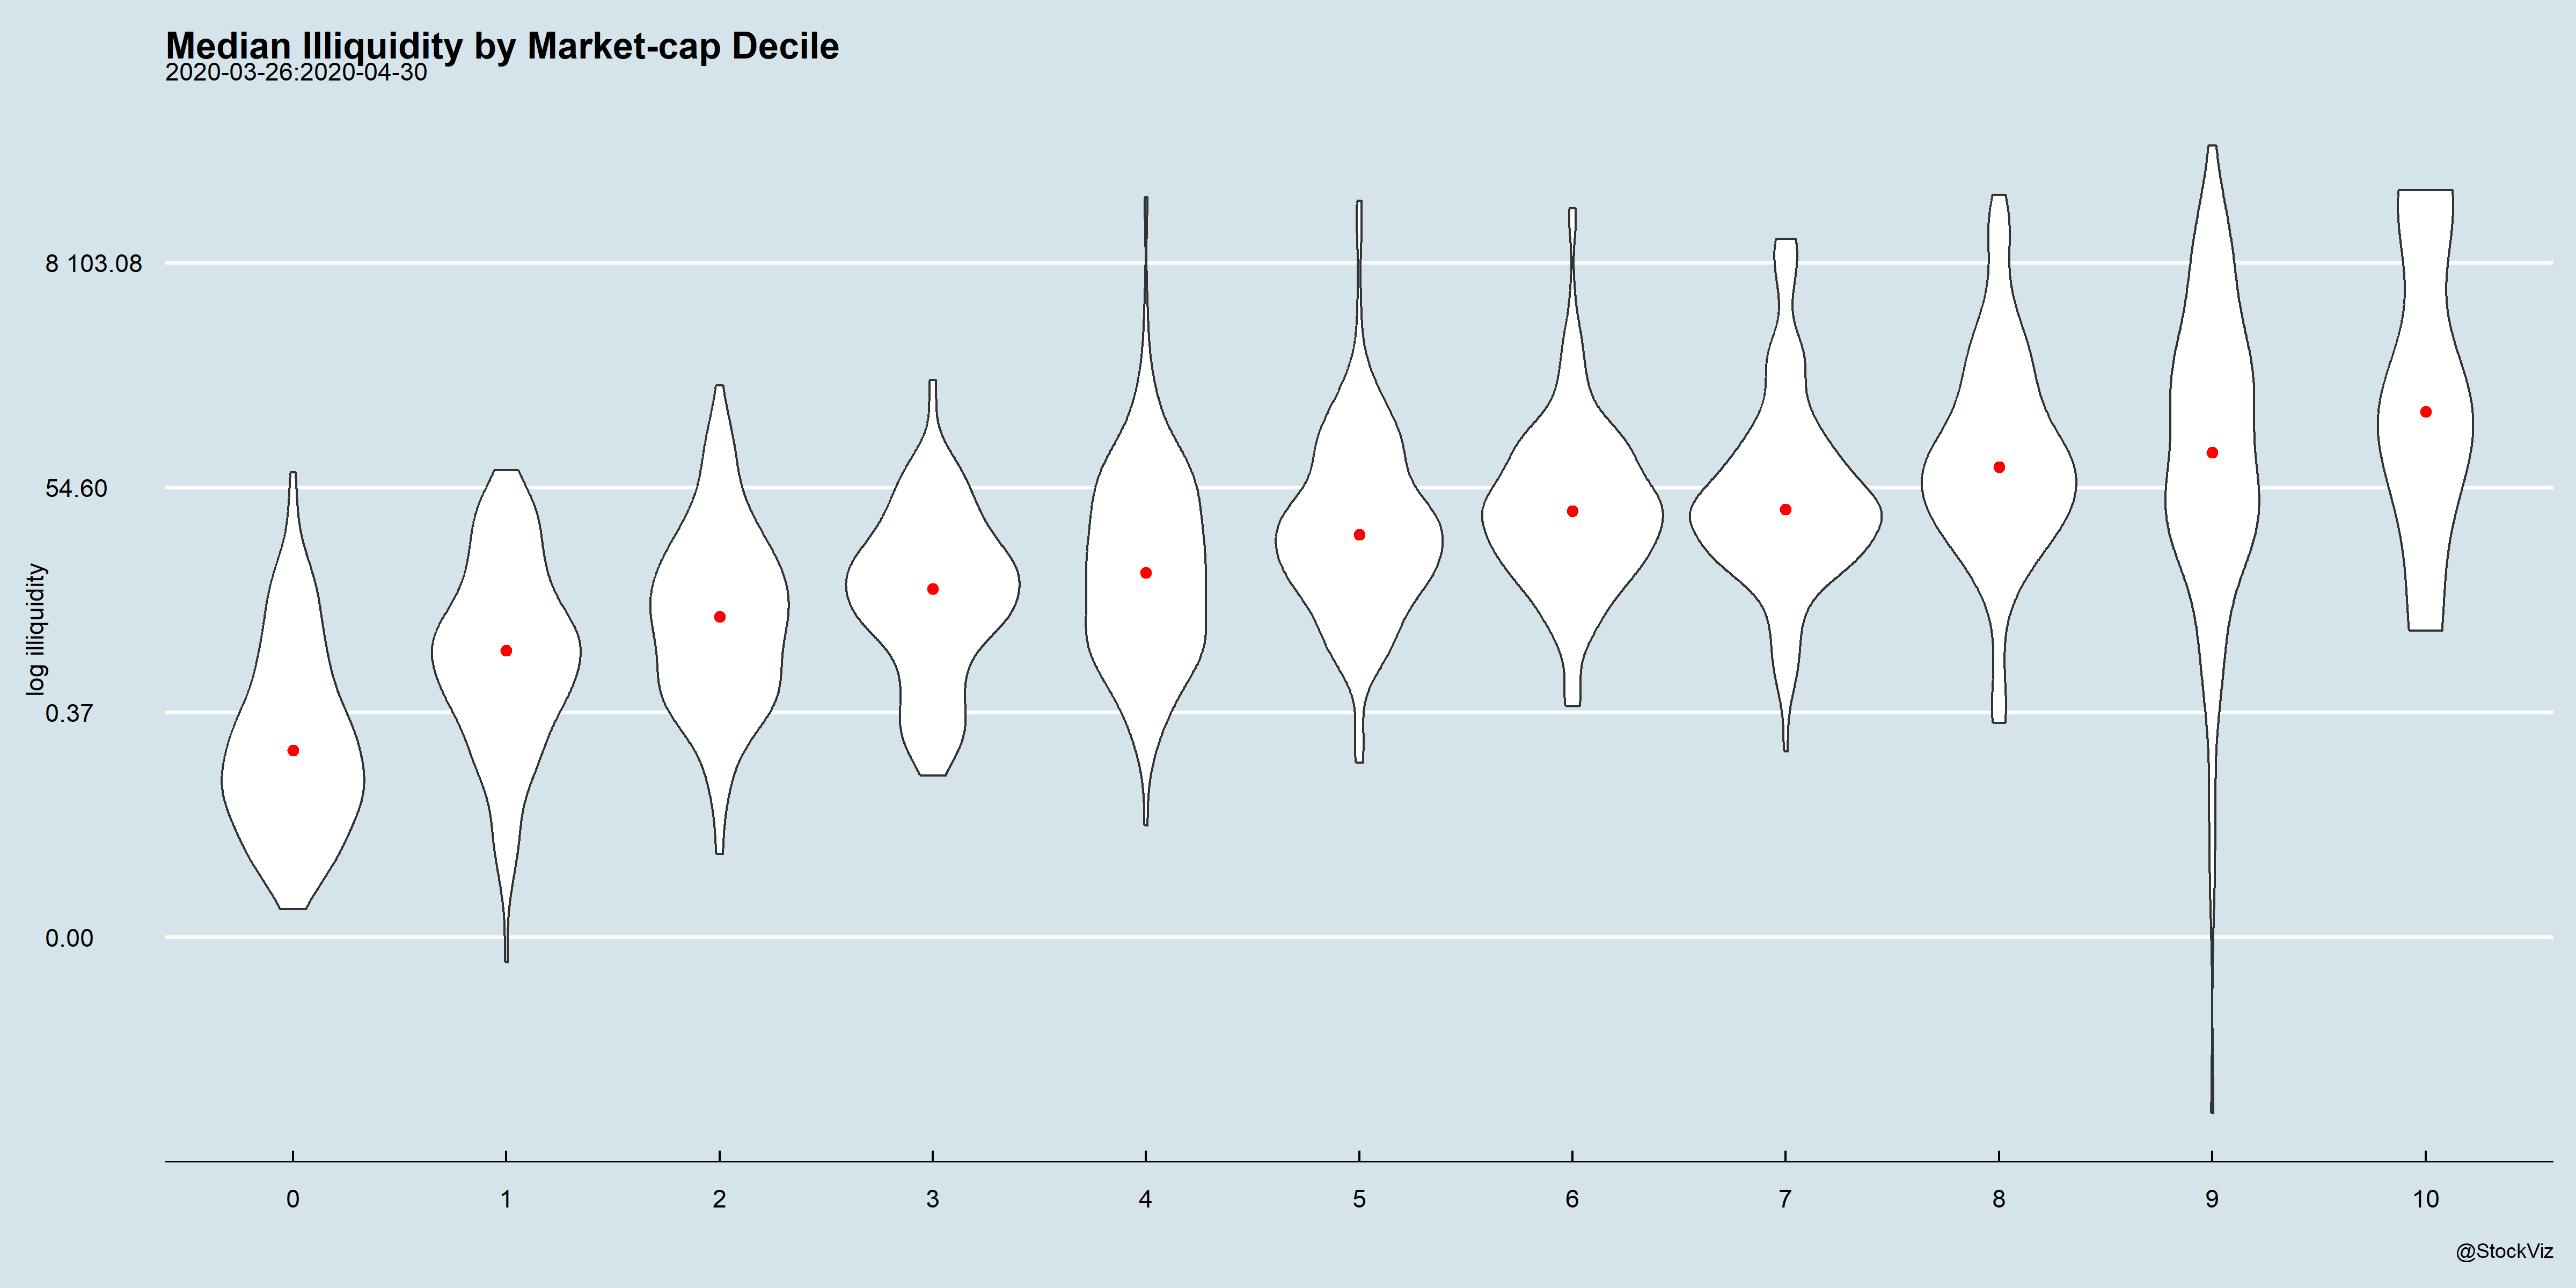 Median Illiquidity by Market-cap Decile
2020-03-26:2020-04-30
8 103.08
54.60
0.37
0.00
log illiquidity
0 1 2 3 4 5 6 7 8 9 10
@StockViz